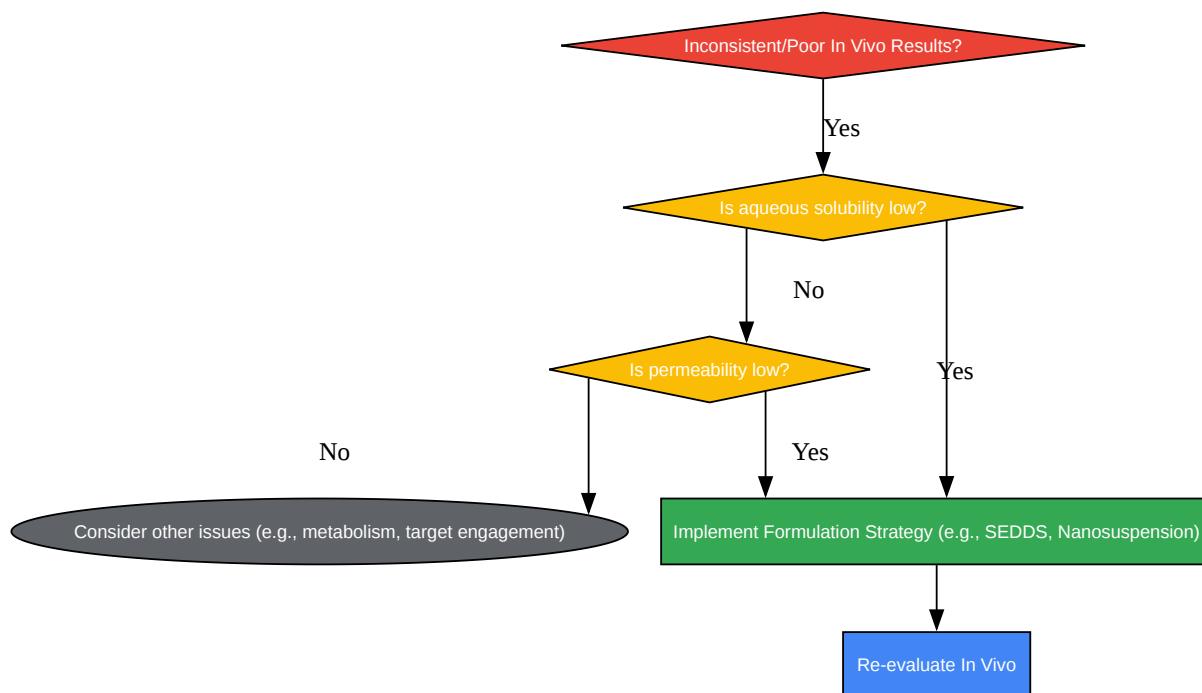 Inconsistent/Poor In Vivo Results?
Yes
Is aqueous solubility low?
No
Is permeability low?
Yes
No
Yes
Consider other issues (e.g., metabolism, target engagement)
Implement Formulation Strategy (e.g., SEDDS, Nanosuspension)
Re-evaluate In Vivo